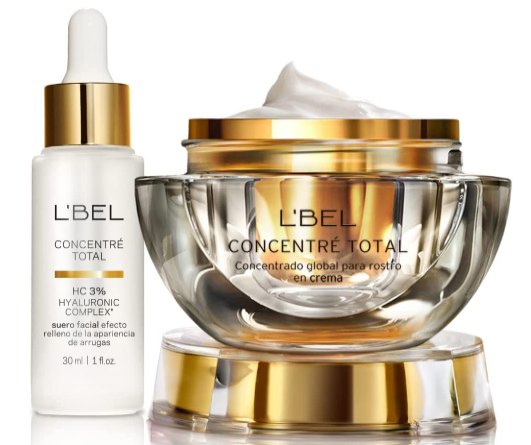 L'BEL
CONCENTRÉ
TOTAL
HC 3%
HYALURONIC
COMPLEX*
suero facial efecto
relleno de la apariencia
de arrugas
30 ml | 1 fl.oz.
L'BEL
CONCENTRÉ TOTAL
Concentrado global para rostro
en crema